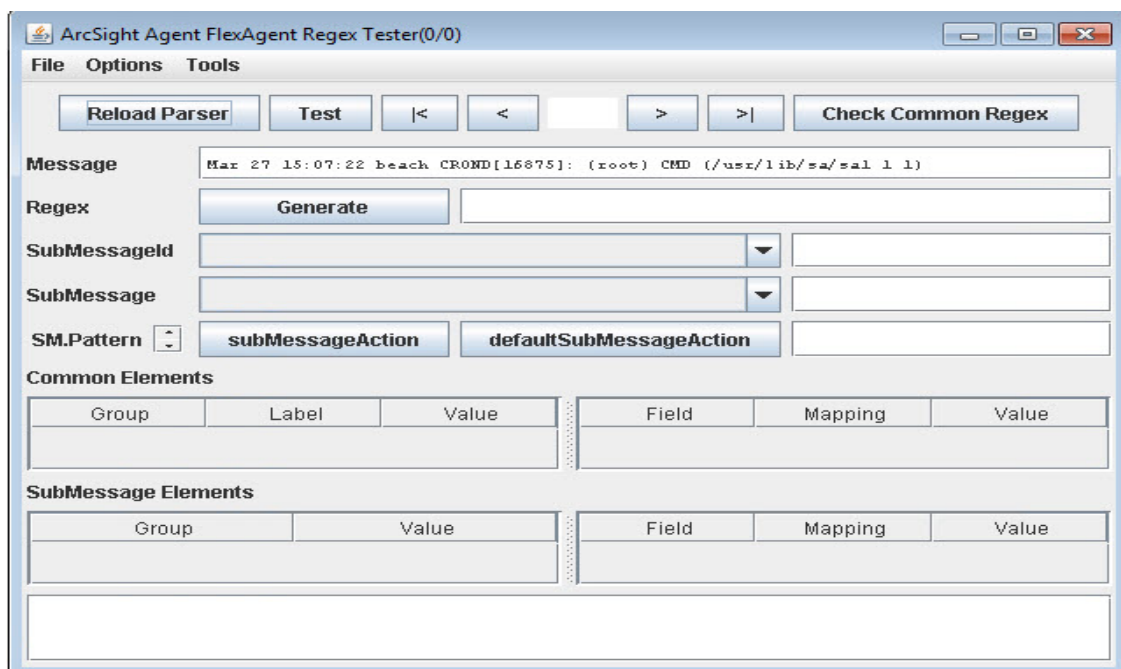 ArcSight Agent FlexAgent Regex Tester(0/0)
File Options Tools
Reload Parser Test |< < > >| Check Common Regex
Message Mar 27 15:07:22 beach CROND[16875]: (root) CMD (/usr/lib/sa/sa1 1 1)
Regex Generate
SubMessageId
SubMessage
SM.Pattern subMessageAction defaultSubMessageAction
Common Elements
Group Label Value Field Mapping Value
SubMessage Elements
Group Value Field Mapping Value